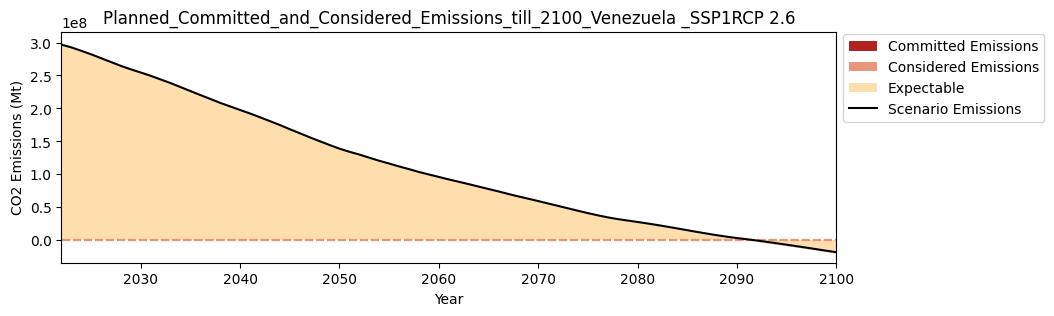 Planned_Committed_and_Considered_Emissions_till_2100_Venezuela _SSP1RCP 2.6
1e8
3.0
2.5
2.0
1.5
1.0
0.5
0.0
CO2 Emissions (Mt)
2030 2040 2050 2060 2070 2080 2090 2100
Year
Committed Emissions
Considered Emissions
Expectable
Scenario Emissions